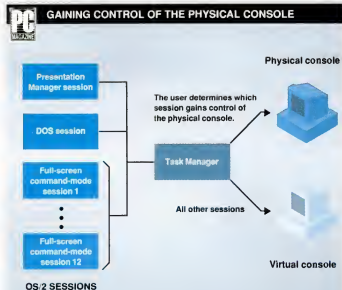 PC
MAGAZINE
GAINING CONTROL OF THE PHYSICAL CONSOLE
Presentation
Manager session
DOS session
Full-screen
command-mode
session 1
Full-screen
command-mode
session 12
OS/2 SESSIONS
Task Manager
The user determines which
session gains control of
the physical console.
All other sessions
Physical console
Virtual console